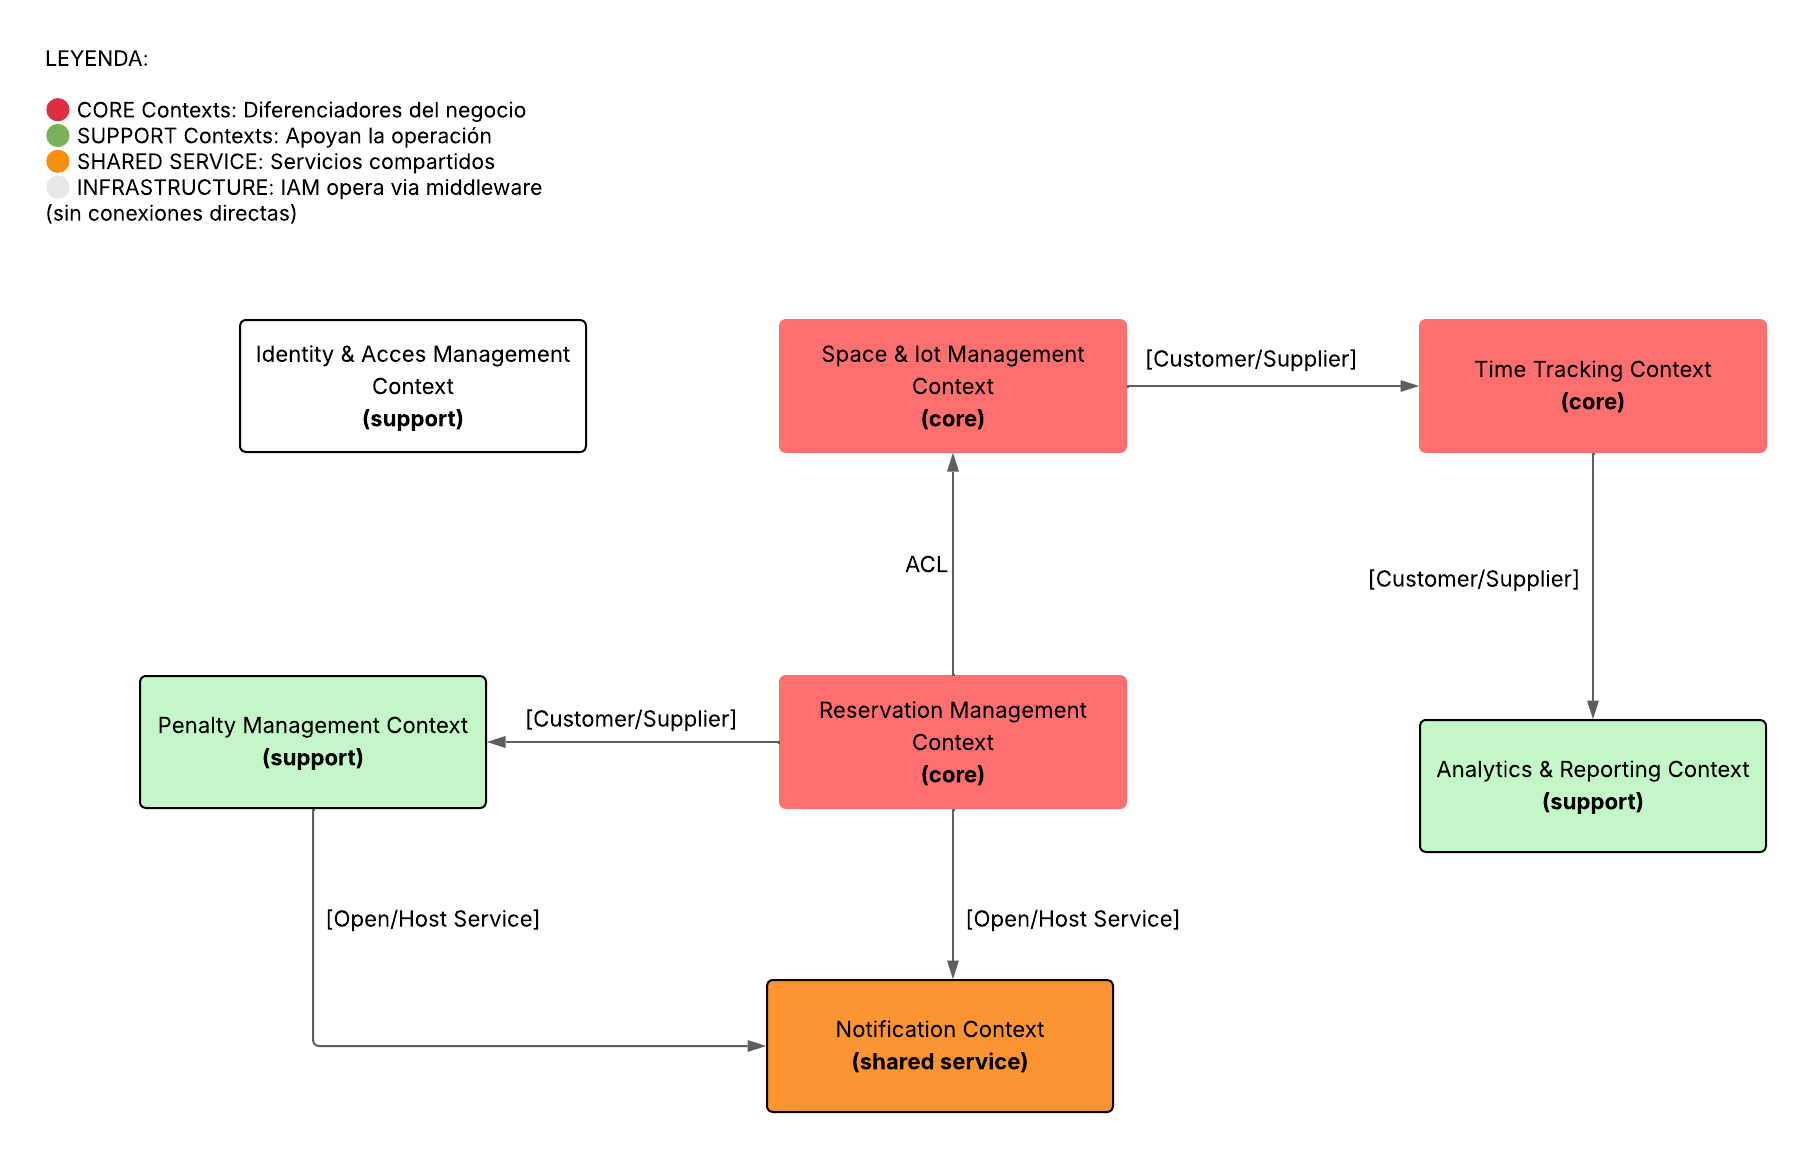 LEYENDA:
CORE Contexts: Diferenciadores del negocio
SUPPORT Contexts: Apoyan la operación
SHARED SERVICE: Servicios compartidos
INFRASTRUCTURE: IAM opera via middleware
(sin conexiones directas)
Identity & Acces Management
Context
(support)
Space & Iot Management
Context
(core)
[Customer/Supplier]
Time Tracking Context
(core)
ACL
[Customer/Supplier]
Penalty Management Context
(support)
[Customer/Supplier]
Reservation Management
Context
(core)
Analytics & Reporting Context
(support)
[Open/Host Service]
[Open/Host Service]
Notification Context
(shared service)